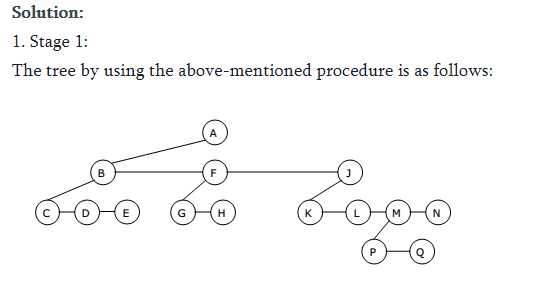 Solution:
1. Stage 1:
The tree by using the above-mentioned procedure is as follows:
A
B F J
C D E G H K L M N
P Q